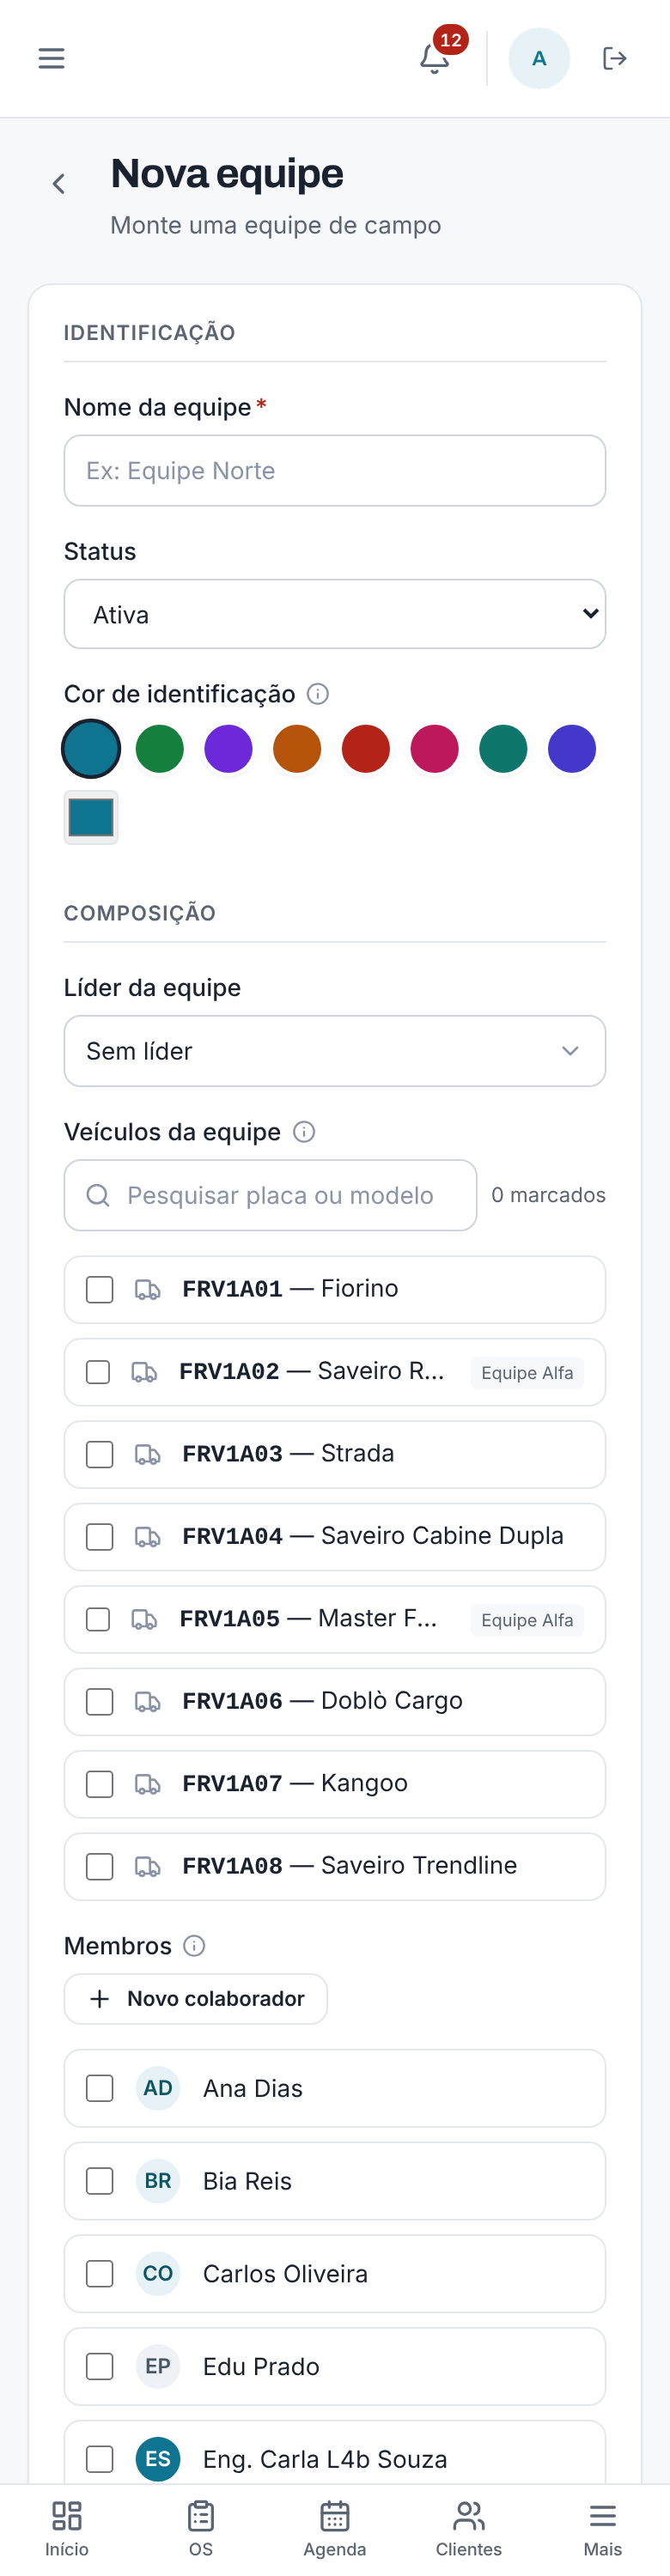 12
A
Nova equipe
Monte uma equipe de campo
IDENTIFICAÇÃO
Nome da equipe *
Ex: Equipe Norte
Status
Ativa
Cor de identificação
COMPOSIÇÃO
Líder da equipe
Sem líder
Veículos da equipe
Pesquisar placa ou modelo 0 marcados
FRV1A01 — Fiorino
FRV1A02 — Saveiro R... Equipe Alfa
FRV1A03 — Strada
FRV1A04 — Saveiro Cabine Dupla
FRV1A05 — Master F... Equipe Alfa
FRV1A06 — Doblò Cargo
FRV1A07 — Kangoo
FRV1A08 — Saveiro Trendline
Membros
Novo colaborador
AD Ana Dias
BR Bia Reis
CO Carlos Oliveira
EP Edu Prado
ES Eng. Carla L4b Souza
Início OS Agenda Clientes Mais